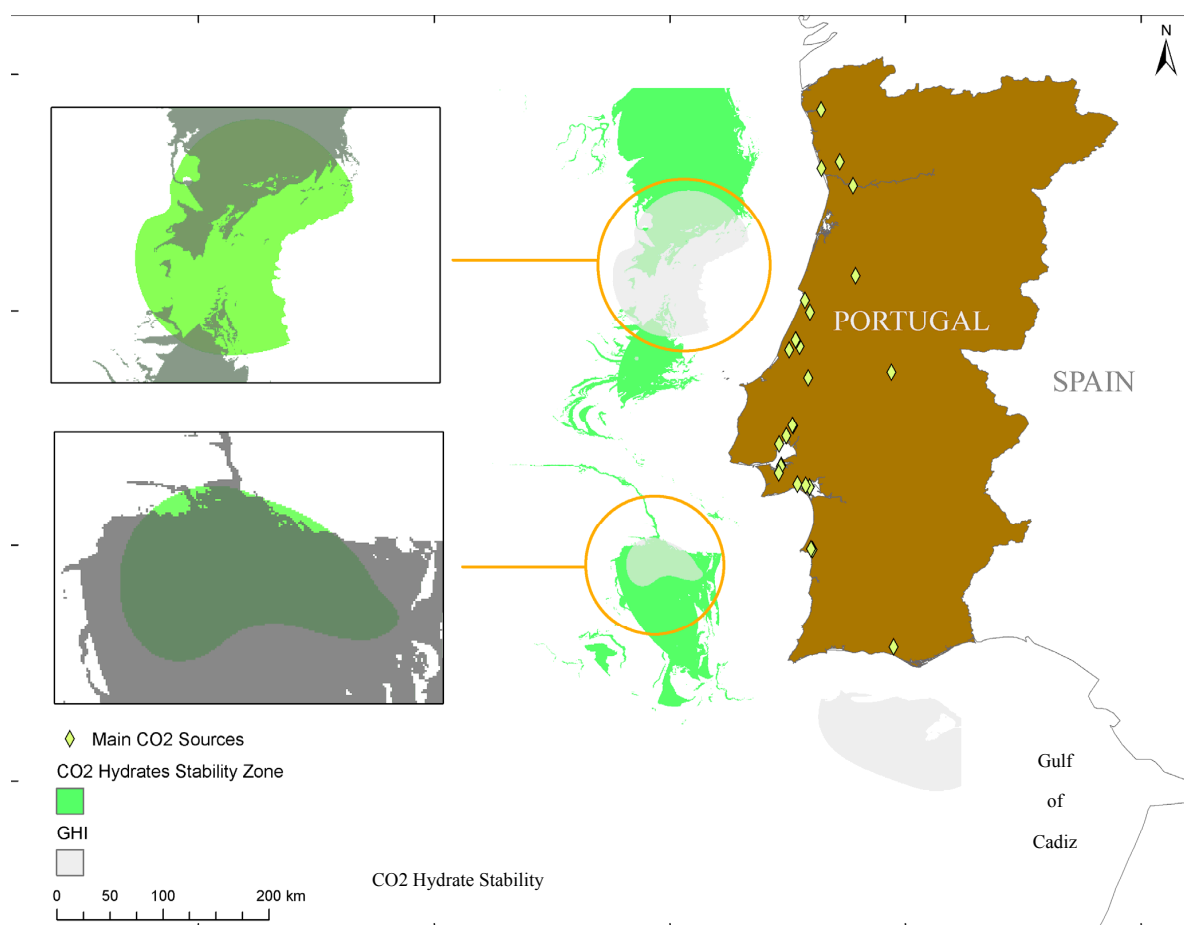 N
PORTUGAL
SPAIN
Main CO2 Sources
CO2 Hydrates Stability Zone
GHI
Gulf
of
Cadiz
CO2 Hydrate Stability
0 50 100 200 km